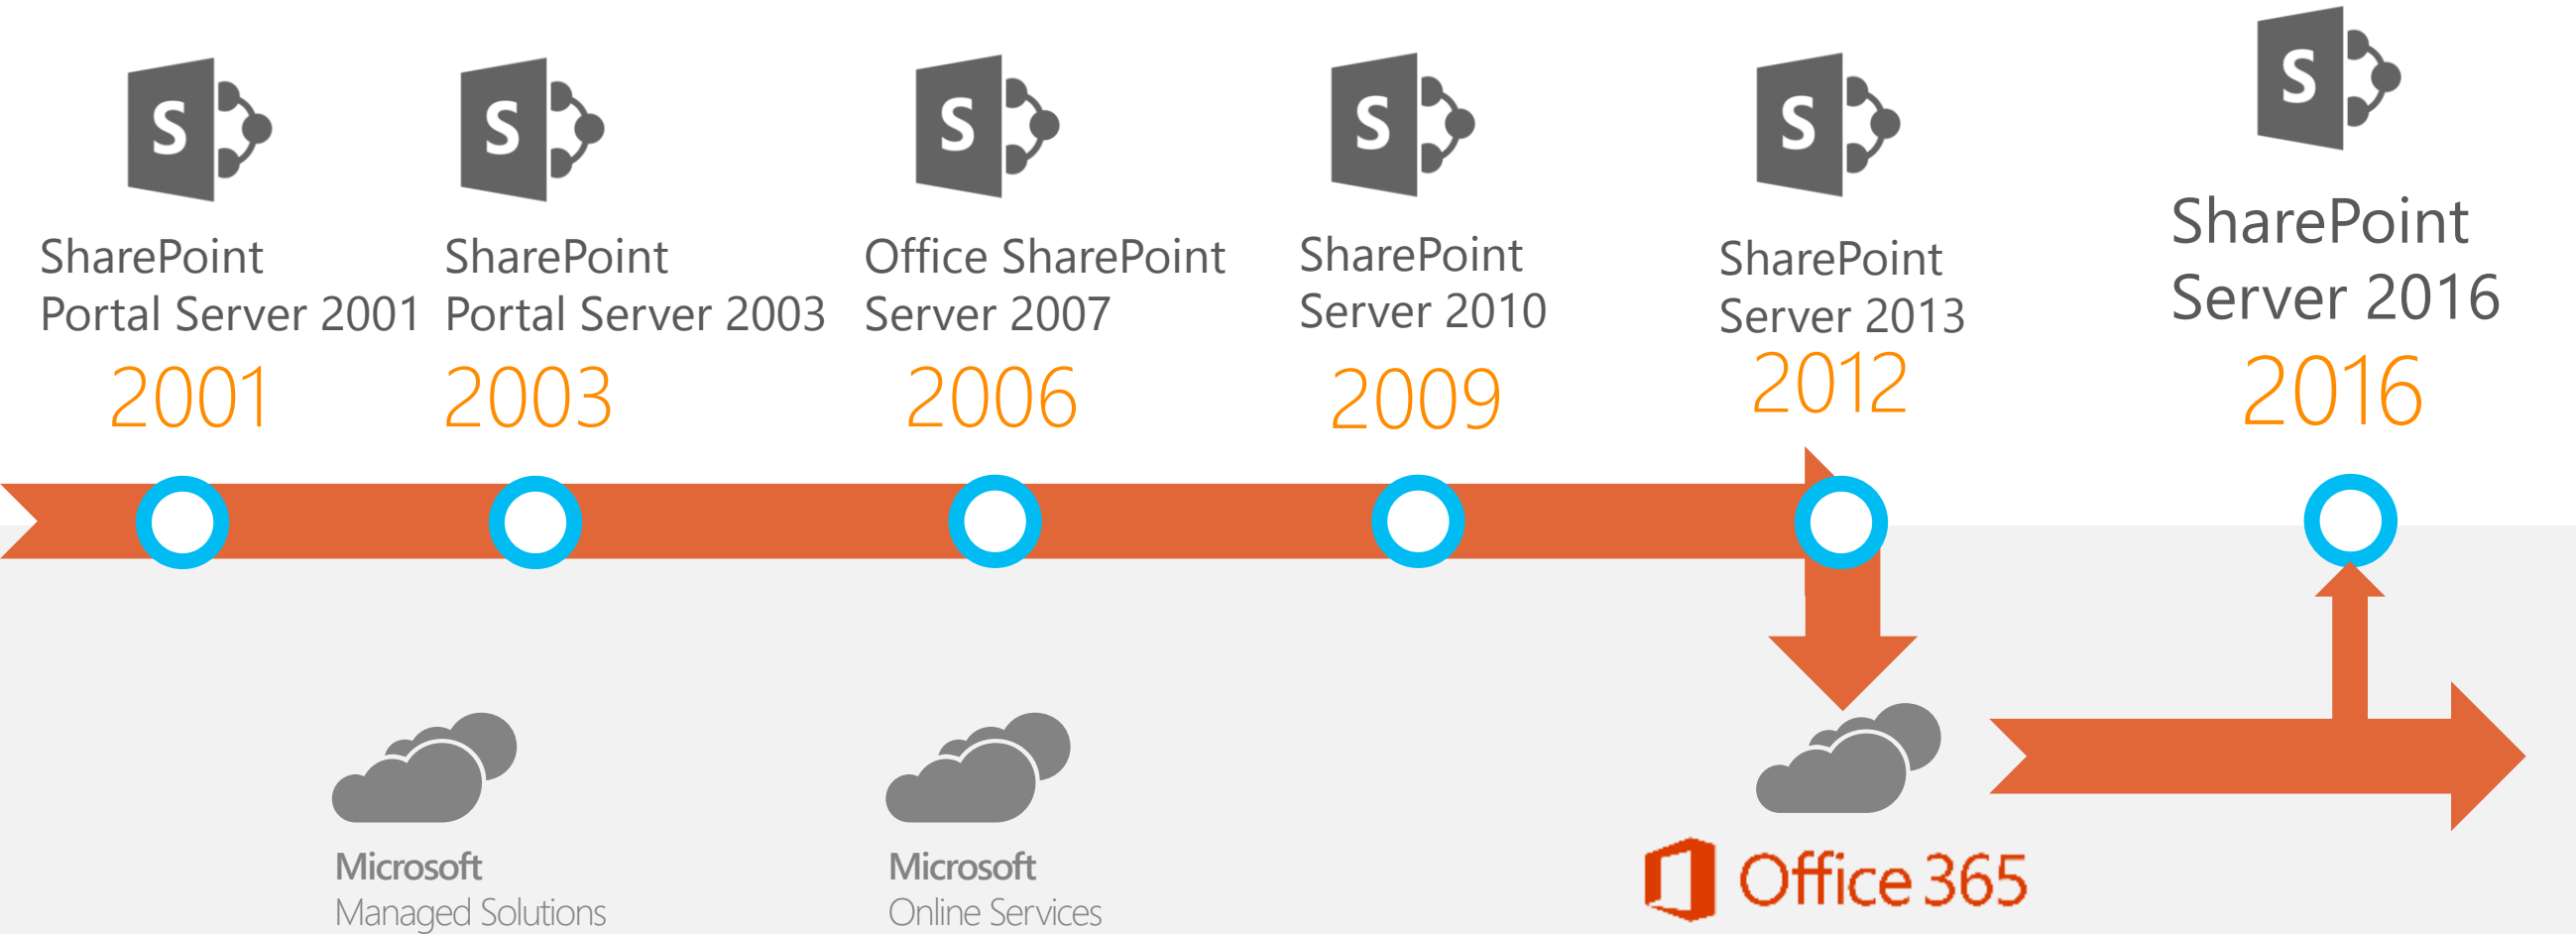 S
SharePoint
Portal Server 2001
2001
S
SharePoint
Portal Server 2003
2003
S
Office SharePoint
Server 2007
2006
S
SharePoint
Server 2010
2009
S
SharePoint
Server 2013
2012
S
SharePoint
Server 2016
2016
Microsoft
Managed Solutions
Microsoft
Online Services
Office 365